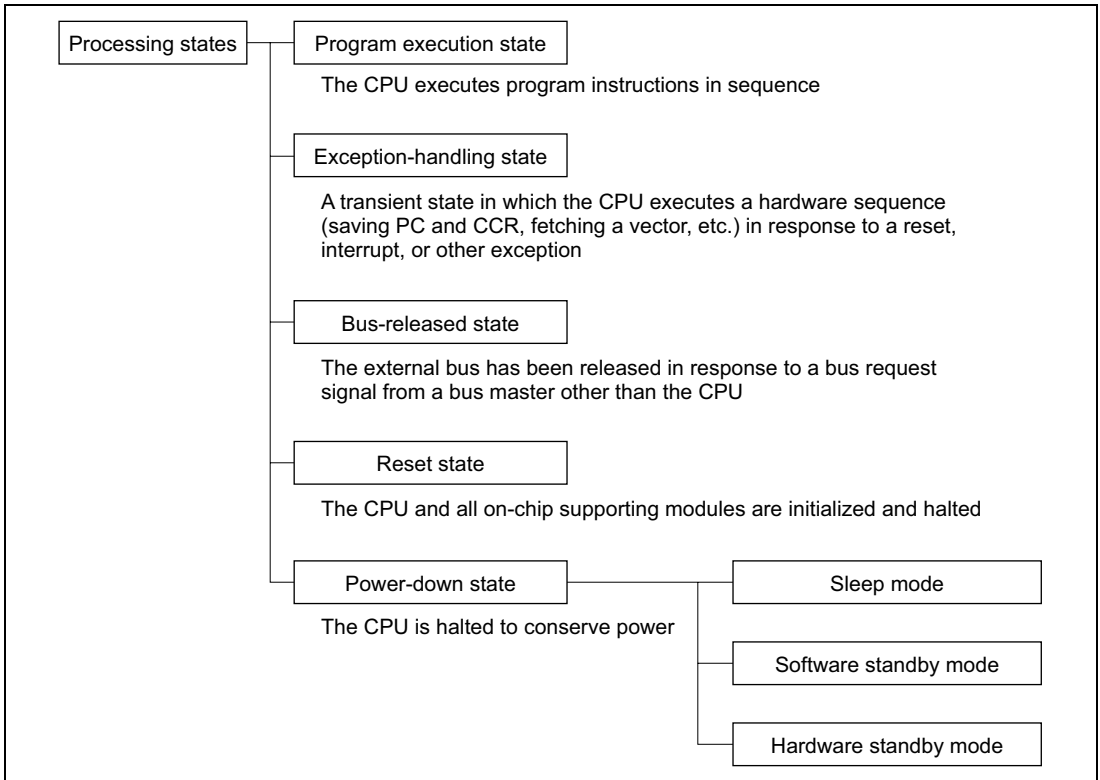 Processing states
Program execution state
The CPU executes program instructions in sequence
Exception-handling state
A transient state in which the CPU executes a hardware sequence
(saving PC and CCR, fetching a vector, etc.) in response to a reset,
interrupt, or other exception
Bus-released state
The external bus has been released in response to a bus request
signal from a bus master other than the CPU
Reset state
The CPU and all on-chip supporting modules are initialized and halted
Power-down state
Sleep mode
The CPU is halted to conserve power
Software standby mode
Hardware standby mode